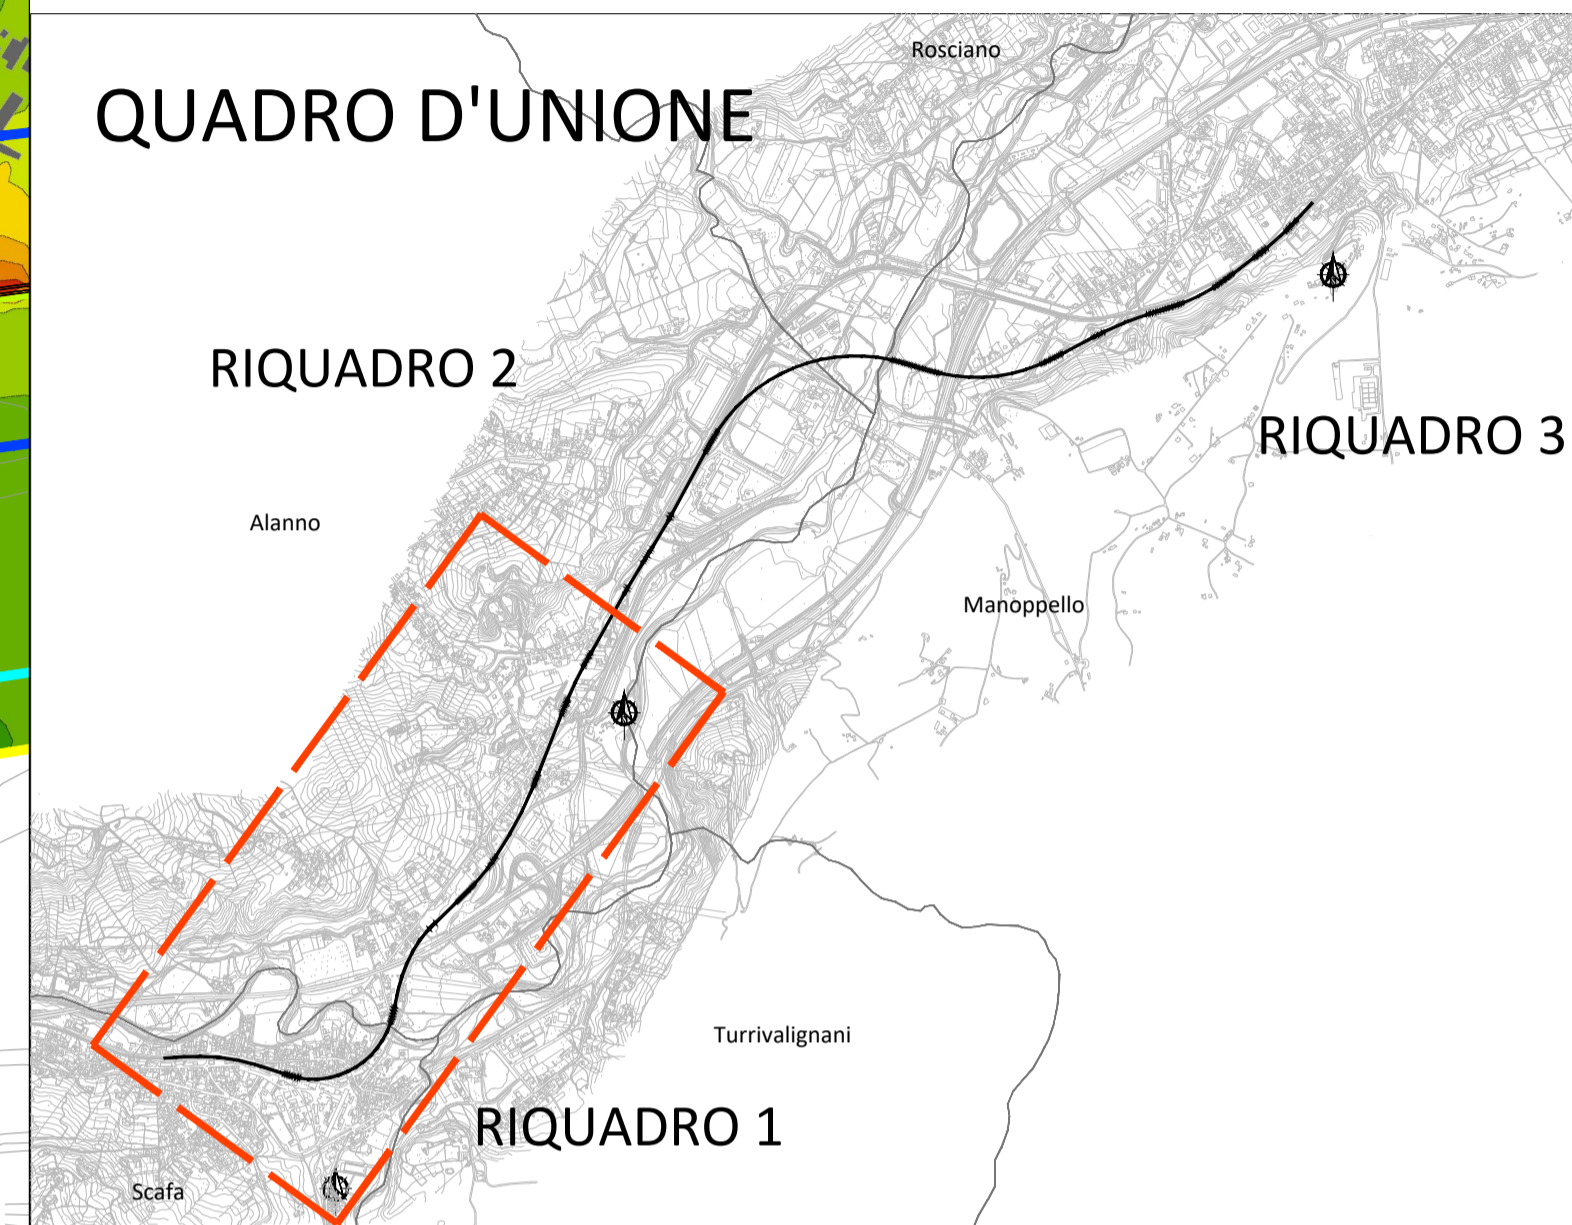 Rosciano
QUADRO D'UNIONE
RIQUADRO 2
RIQUADRO 3
Alanno
Manoppello
Turrivalignani
RIQUADRO 1
Scafa